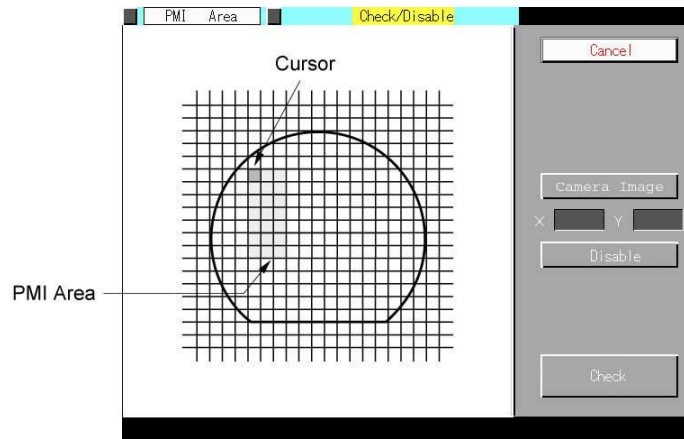 PMI Area
Check/Disable
Cancel
Cursor
Camera Image
X Y
Disable
PMI Area
Check